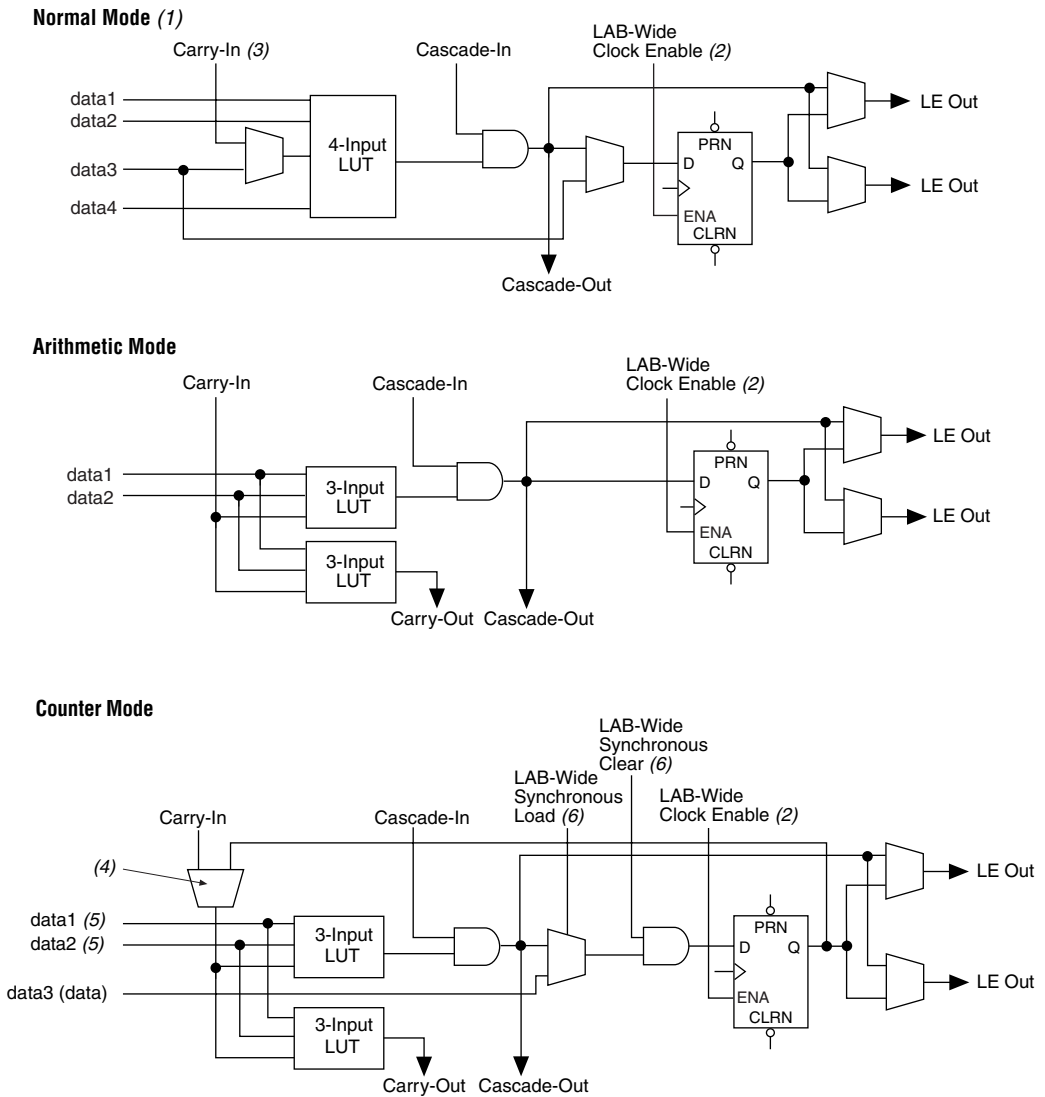 Normal Mode (1)
Carry-In (3)
Cascade-In
LAB-Wide
Clock Enable (2)
data1
data2
data3
data4
4-Input
LUT
PRN
D
Q
ENA
CLRN
LE Out
LE Out
Cascade-Out
Arithmetic Mode
Carry-In
Cascade-In
LAB-Wide
Clock Enable (2)
data1
data2
3-Input
LUT
3-Input
LUT
PRN
D
Q
ENA
CLRN
LE Out
LE Out
Carry-Out
Cascade-Out
Counter Mode
Carry-In
Cascade-In
LAB-Wide
Synchronous
Load (6)
LAB-Wide
Synchronous
Clear (6)
LAB-Wide
Clock Enable (2)
(4)
data1 (5)
data2 (5)
data3 (data)
3-Input
LUT
3-Input
LUT
PRN
D
Q
ENA
CLRN
LE Out
LE Out
Carry-Out
Cascade-Out